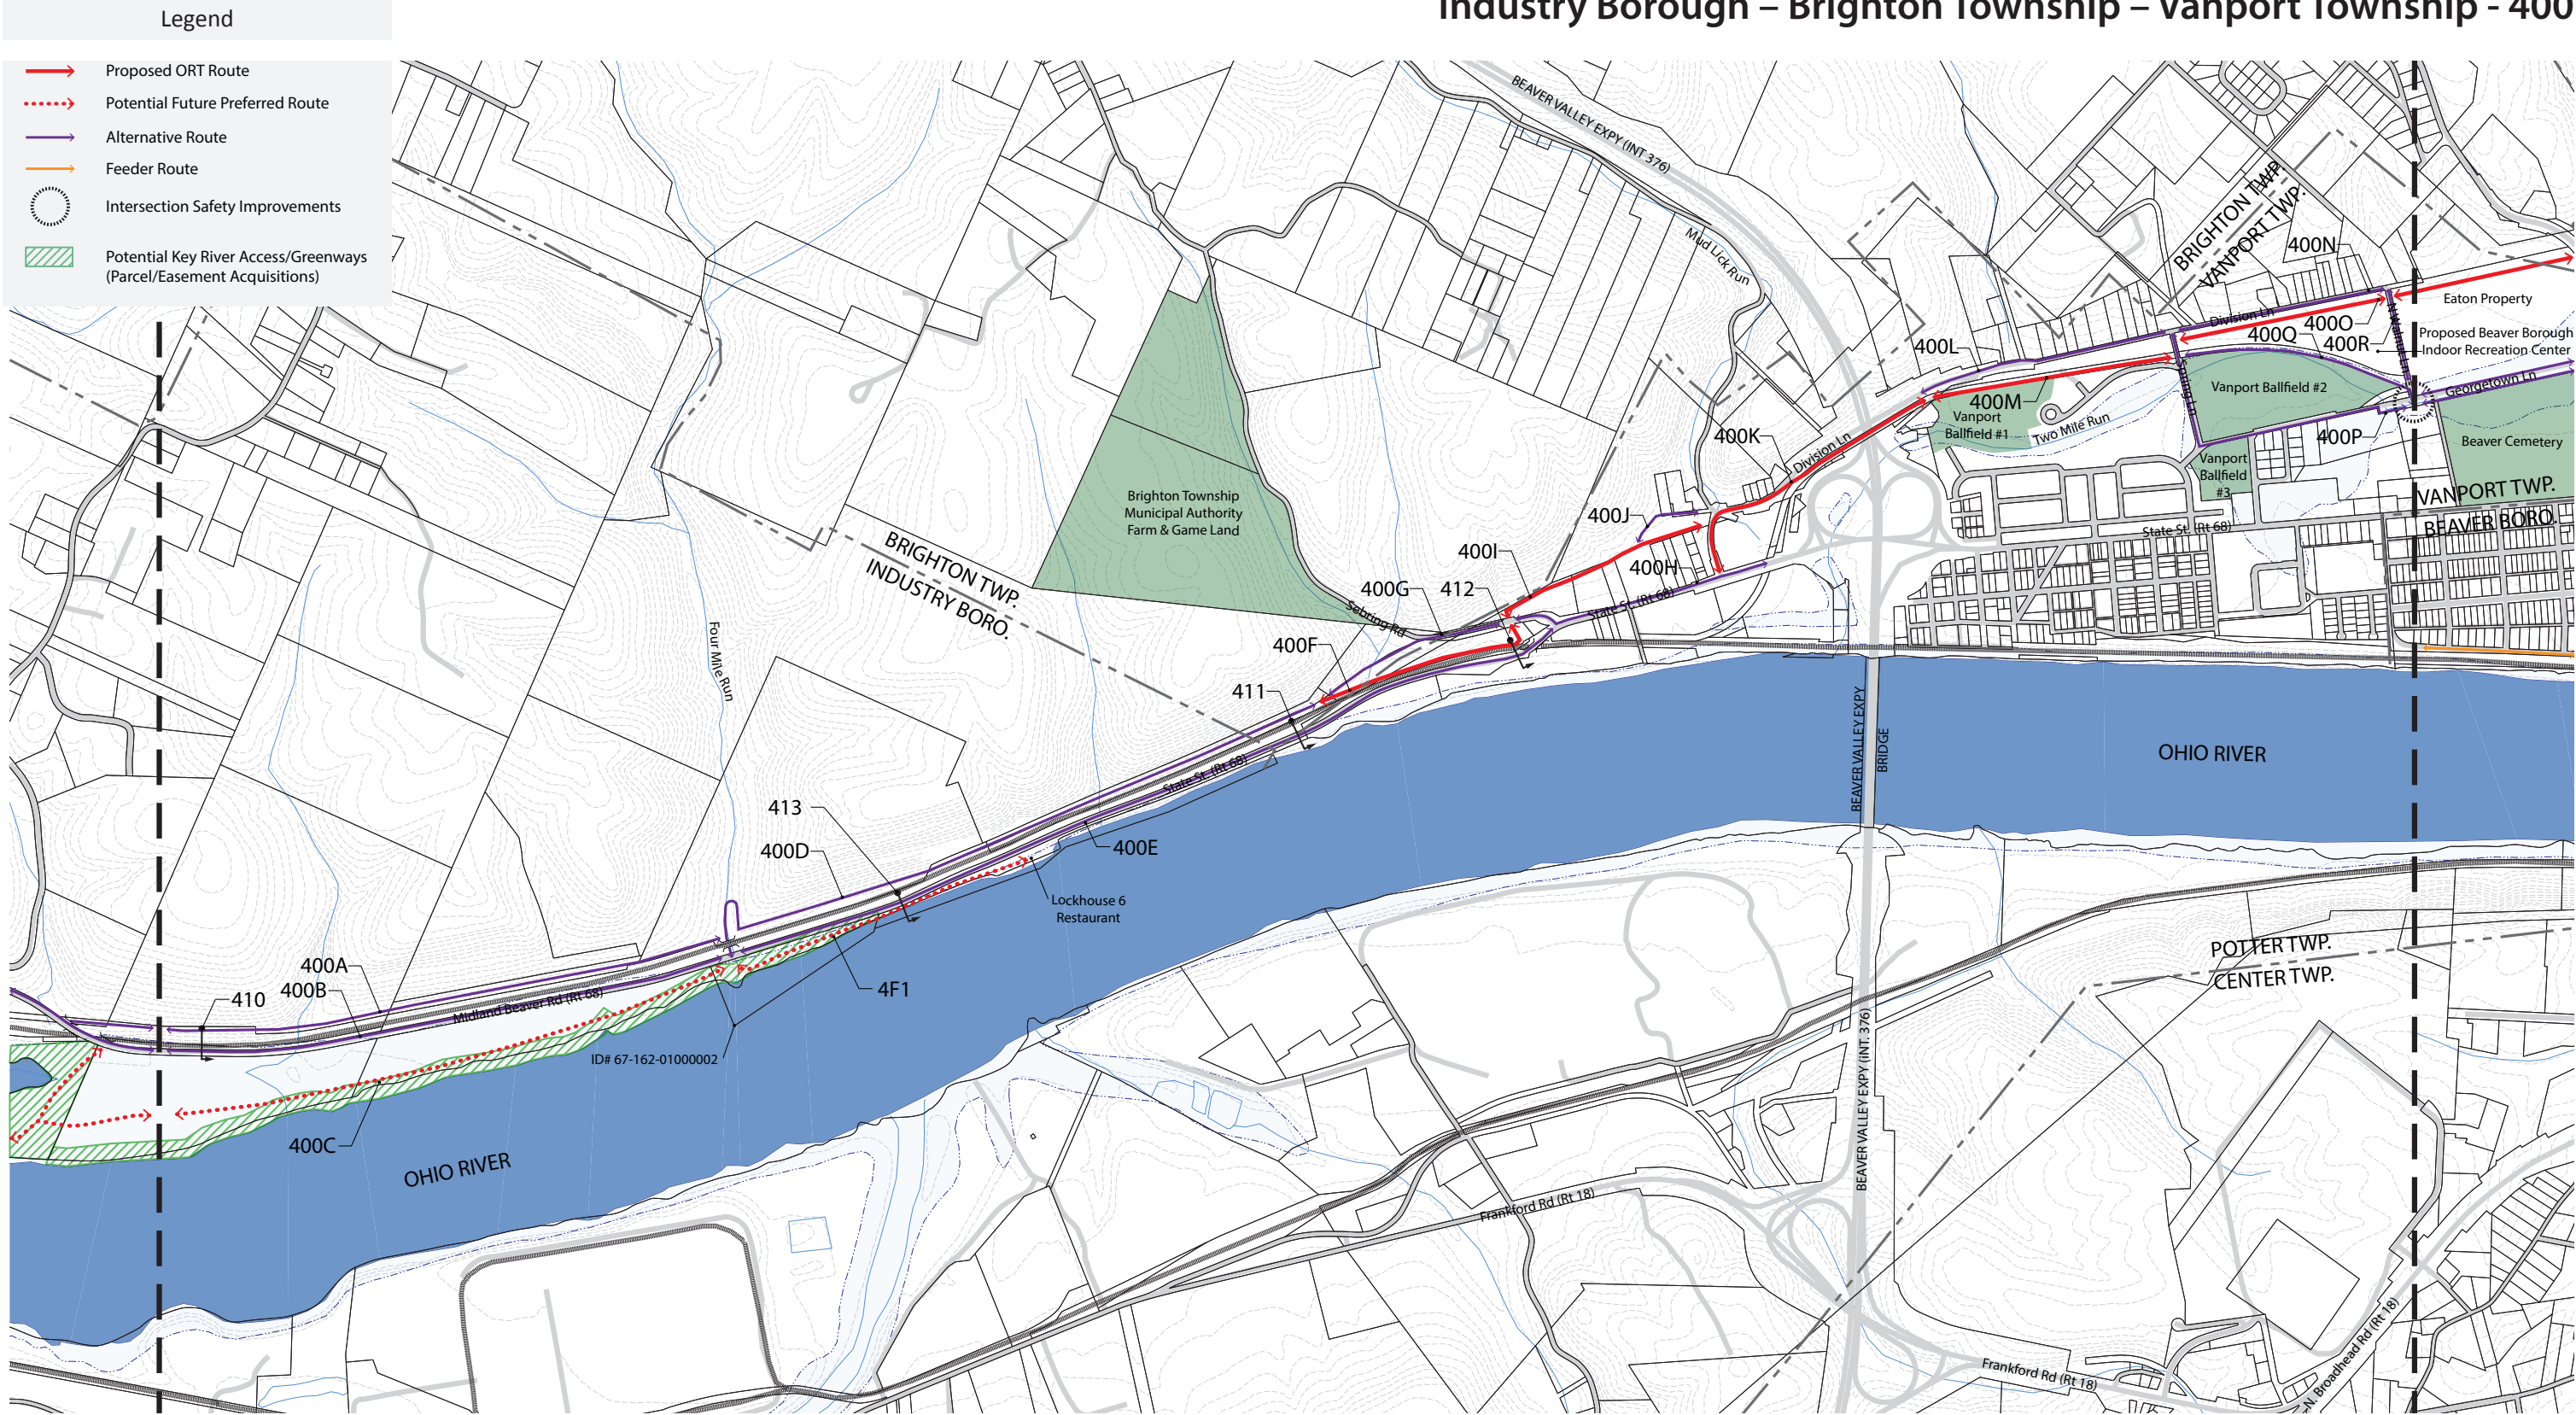 Industry Borough – Brighton Township – Vanport Township - 400
Legend
Proposed ORT Route
Potential Future Preferred Route
Alternative Route
Feeder Route
Intersection Safety Improvements
Potential Key River Access/Greenways
(Parcel/Easement Acquisitions)
BEAVER VALLEY EXPY (INT 376)
Mud Lick Run
BRIGHTON TWP.
VANPORT TWP.
400N
Eaton Property
Division Ln
400O
400Q
400R
N Walnut Ln
Proposed Beaver Borough
Indoor Recreation Center
400L
Georgetown Ln
Vanport Ballfield #2
400M
Spring Ln
Vanport
Ballfield #1
Two Mile Run
400P
Beaver Cemetery
400K
Division Ln
Vanport
Ballfield
#3
VANPORT TWP.
BEAVER BORO.
State St. (Rt 68)
Brighton Township
Municipal Authority
Farm & Game Land
400J
400I
400H
BRIGHTON TWP.
INDUSTRY BORO.
400G
412
Sebring Rd
State St. (Rt 68)
400F
Four Mile Run
411
BEAVER VALLEY EXPY
BRIDGE
OHIO RIVER
State St. (Rt 68)
413
400D
400E
Lockhouse 6
Restaurant
4F1
400A
400B
410
Midland Beaver Rd (Rt 68)
ID# 67-162-01000002
400C
OHIO RIVER
POTTER TWP.
CENTER TWP.
BEAVER VALLEY EXPY (INT. 376)
Frankford Rd (Rt 18)
Frankford Rd (Rt 18)
N. Broadhead Rd (Rt 18)